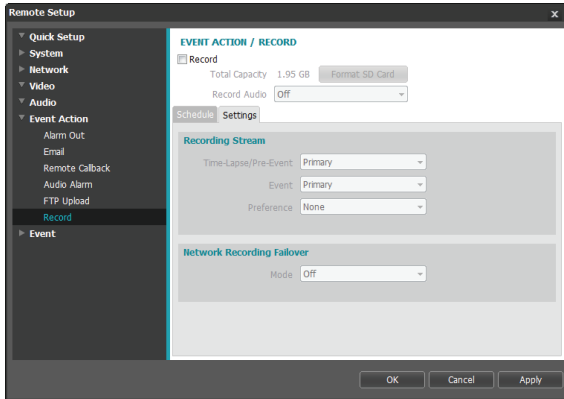 Remote Setup
x
Quick Setup
System
Network
Video
Audio
Event Action
Alarm Out
Email
Remote Callback
Audio Alarm
FTP Upload
Record
Event
EVENT ACTION / RECORD
Record
Total Capacity 1.95 GB Format SD Card
Record Audio Off
Schedule Settings
Recording Stream
Time-Lapse/Pre-Event Primary
Event Primary
Preference None
Network Recording Failover
Mode Off
OK Cancel Apply